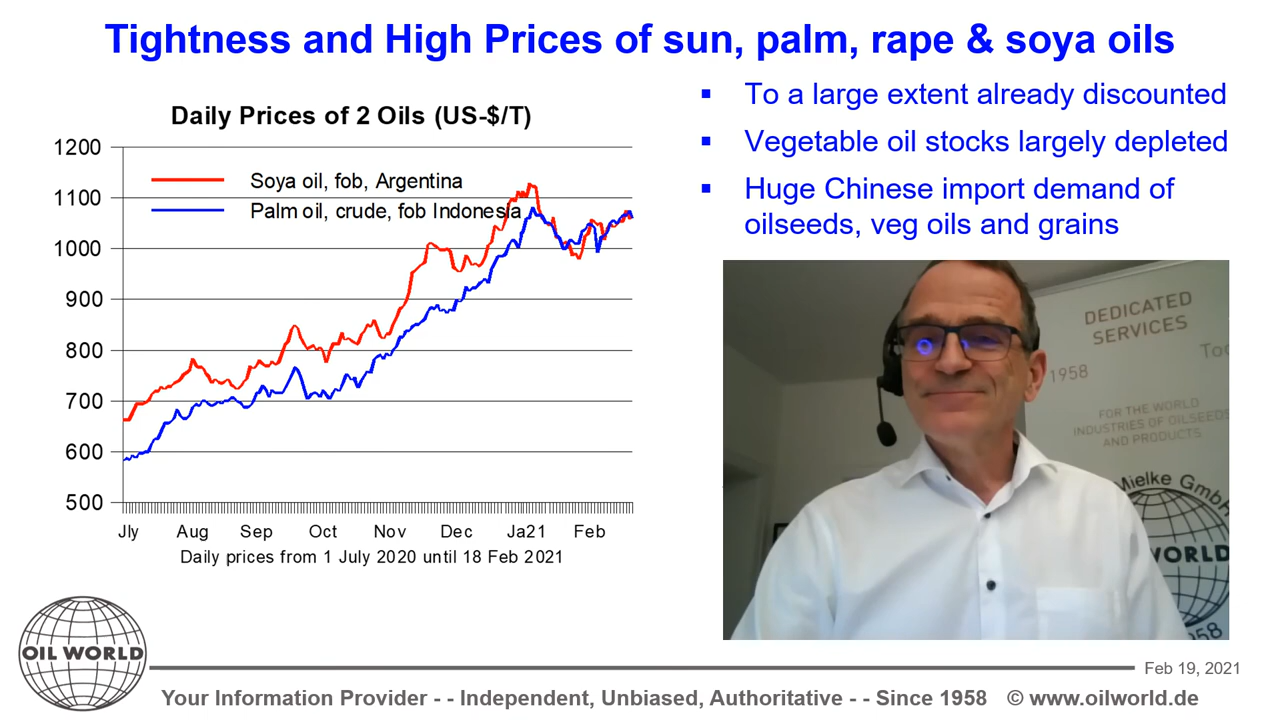 Tightness and High Prices of sun, palm, rape & soya oils
Daily Prices of 2 Oils (US-$/T)
1200
1100
1000
900
800
700
600
500
Soya oil, fob, Argentina
Palm oil, crude, fob Indonesia
Jly Aug Sep Oct Nov Dec Ja21 Feb
Daily prices from 1 July 2020 until 18 Feb 2021
▪ To a large extent already discounted
▪ Vegetable oil stocks largely depleted
▪ Huge Chinese import demand of
oilseeds, veg oils and grains
DEDICATED
SERVICES
1958
FOR THE WORLD
INDUSTRIES OF OILSEEDS
AND PRODUCTS
Mielke GmbH
WORLD
OIL WORLD
Feb 19, 2021
Your Information Provider - - Independent, Unbiased, Authoritative - - Since 1958 © www.oilworld.de